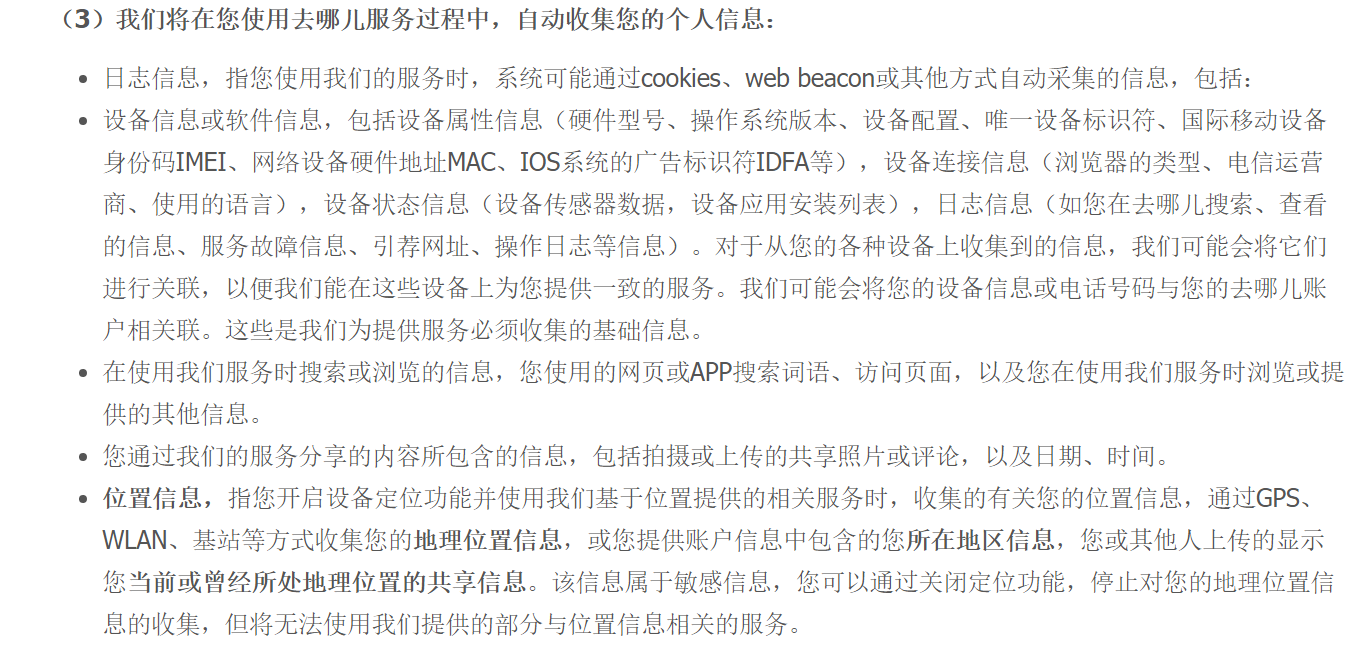 （3）我们将在您使用去哪儿服务过程中，自动收集您的个人信息：
• 日志信息，指您使用我们的服务时，系统可能通过cookies、web beacon或其他方式自动采集的信息，包括：
• 设备信息或软件信息，包括设备属性信息（硬件型号、操作系统版本、设备配置、唯一设备标识符、国际移动设备
身份码IMEI、网络设备硬件地址MAC、IOS系统的广告标识符IDFA等），设备连接信息（浏览器的类型、电信运营
商、使用的语言），设备状态信息（设备传感器数据，设备应用安装列表），日志信息（如您在去哪儿搜索、查看
的信息、服务故障信息、引荐网址、操作日志等信息）。对于从您的各种设备上收集到的信息，我们可能会将它们
进行关联，以便我们能在这些设备上为您提供一致的服务。我们可能会将您的设备信息或电话号码与您的去哪儿账
户相关联。这些是我们为提供服务必须收集的基础信息。
• 在使用我们服务时搜索或浏览的信息，您使用的网页或APP搜索词语、访问页面，以及您在使用我们服务时浏览或提
供的其他信息。
• 您通过我们的服务分享的内容所包含的信息，包括拍摄或上传的共享照片或评论，以及日期、时间。
• 位置信息，指您开启设备定位功能并使用我们基于位置提供的相关服务时，收集的有关您的位置信息，通过GPS、
WLAN、基站等方式收集您的地理位置信息，或您提供账户信息中包含的您所在地区信息，您或其他人上传的显示
您当前或曾经所处地理位置的共享信息。该信息属于敏感信息，您可以通过关闭定位功能，停止对您的地理位置信
息的收集，但将无法使用我们提供的部分与位置信息相关的服务。